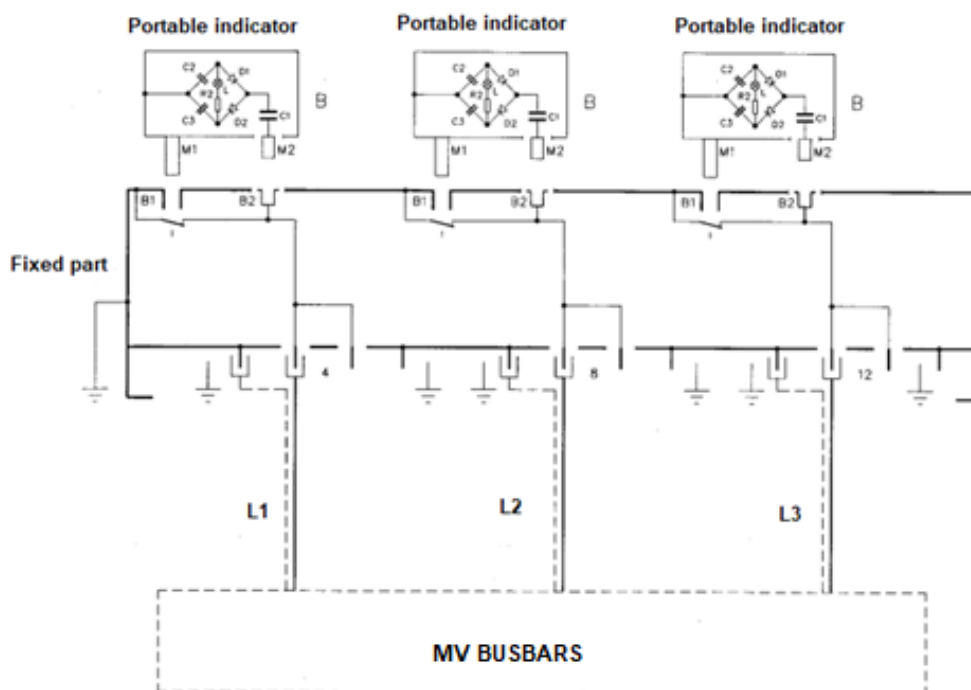 Portable indicator
Portable indicator
Portable indicator
C2
D1
R2
L
C3
D2
C1
B
M1
M2
C2
D1
R2
L
C3
D2
C1
B
M1
M2
C2
D1
R2
L
C3
D2
C1
B
M1
M2
B1
B2
I
B1
B2
I
B1
B2
I
Fixed part
4
8
12
L1
L2
L3
MV BUSBARS